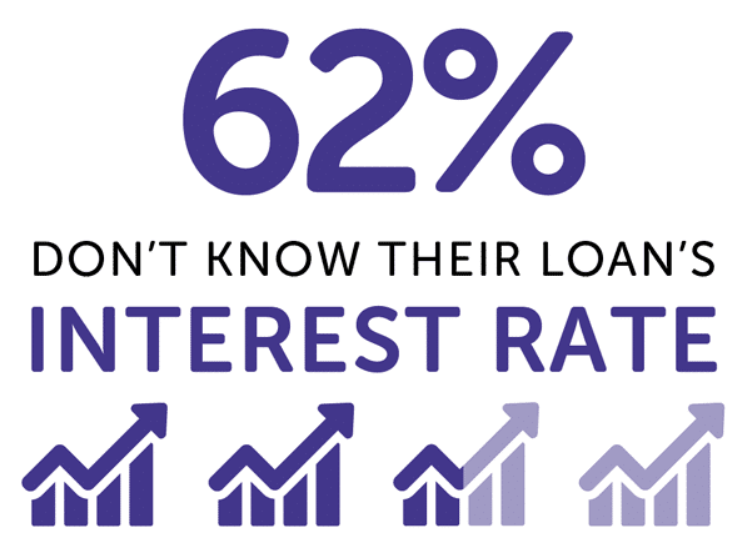 62%
DON'T KNOW THEIR LOAN'S
INTEREST RATE